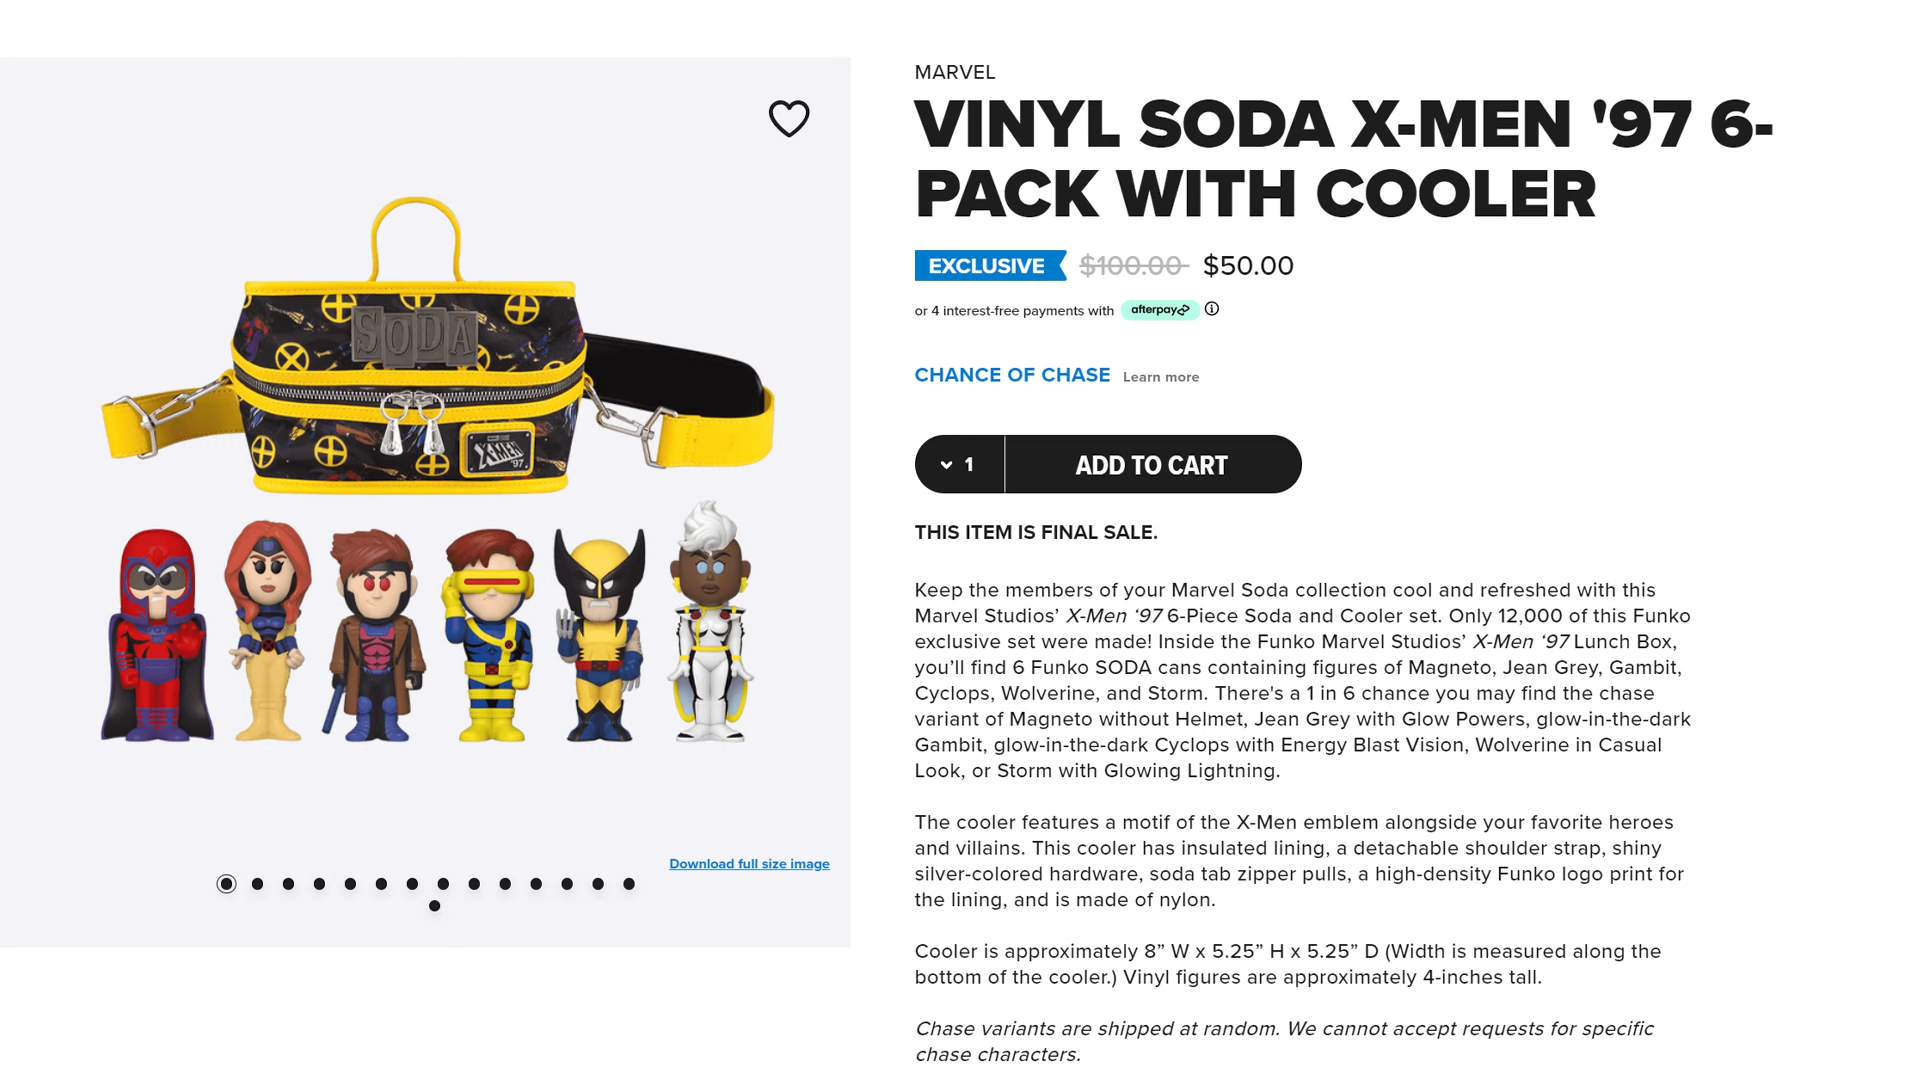 MARVEL
VINYL SODA X-MEN '97 6-
PACK WITH COOLER
EXCLUSIVE $100.00 $50.00
or 4 interest-free payments with afterpay
CHANCE OF CHASE Learn more
1 ADD TO CART
THIS ITEM IS FINAL SALE.
Keep the members of your Marvel Soda collection cool and refreshed with this
Marvel Studios’ X-Men ‘97 6-Piece Soda and Cooler set. Only 12,000 of this Funko
exclusive set were made! Inside the Funko Marvel Studios’ X-Men ‘97 Lunch Box,
you’ll find 6 Funko SODA cans containing figures of Magneto, Jean Grey, Gambit,
Cyclops, Wolverine, and Storm. There's a 1 in 6 chance you may find the chase
variant of Magneto without Helmet, Jean Grey with Glow Powers, glow-in-the-dark
Gambit, glow-in-the-dark Cyclops with Energy Blast Vision, Wolverine in Casual
Look, or Storm with Glowing Lightning.
The cooler features a motif of the X-Men emblem alongside your favorite heroes
and villains. This cooler has insulated lining, a detachable shoulder strap, shiny
silver-colored hardware, soda tab zipper pulls, a high-density Funko logo print for
the lining, and is made of nylon.
Cooler is approximately 8” W x 5.25” H x 5.25” D (Width is measured along the
bottom of the cooler.) Vinyl figures are approximately 4-inches tall.
Chase variants are shipped at random. We cannot accept requests for specific
chase characters.
SODA
X-MEN
'97
Download full size image